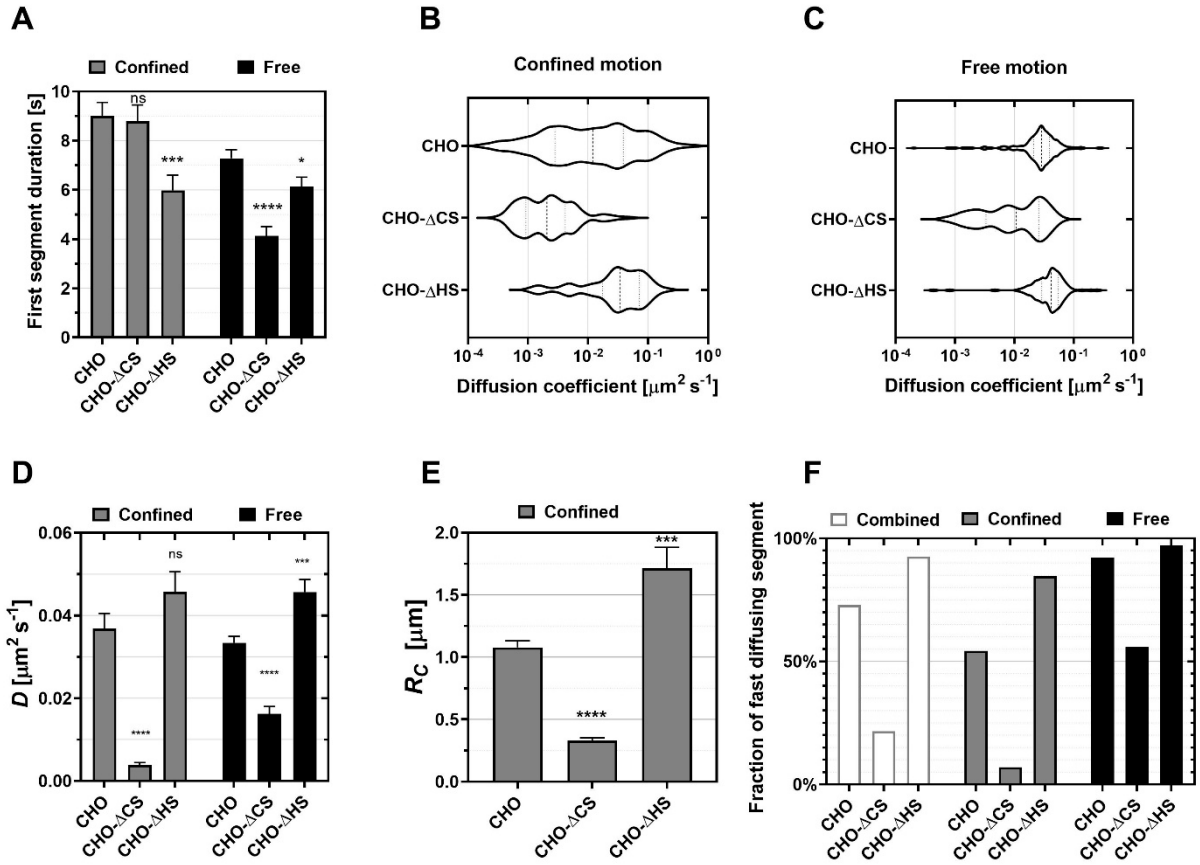 A
Confined Free
First segment duration [s]
10
8
6
4
2
0
ns
***
****
*
CHO
CHO-ΔCS
CHO-ΔHS
CHO
CHO-ΔCS
CHO-ΔHS
B
Confined motion
CHO
CHO-ΔCS
CHO-ΔHS
10⁻⁴ 10⁻³ 10⁻² 10⁻¹ 10⁰
Diffusion coefficient [μm² s⁻¹]
C
Free motion
CHO
CHO-ΔCS
CHO-ΔHS
10⁻⁴ 10⁻³ 10⁻² 10⁻¹ 10⁰
Diffusion coefficient [μm² s⁻¹]
D
Confined Free
D [μm² s⁻¹]
0.06
0.04
0.02
0.00
****
ns
****
***
CHO
CHO-ΔCS
CHO-ΔHS
CHO
CHO-ΔCS
CHO-ΔHS
E
Confined
R_C [μm]
2.0
1.5
1.0
0.5
0.0
****
***
CHO
CHO-ΔCS
CHO-ΔHS
F
Combined Confined Free
Fraction of fast diffusing segment
100%
50%
0%
CHO
CHO-ΔCS
CHO-ΔHS
CHO
CHO-ΔCS
CHO-ΔHS
CHO
CHO-ΔCS
CHO-ΔHS